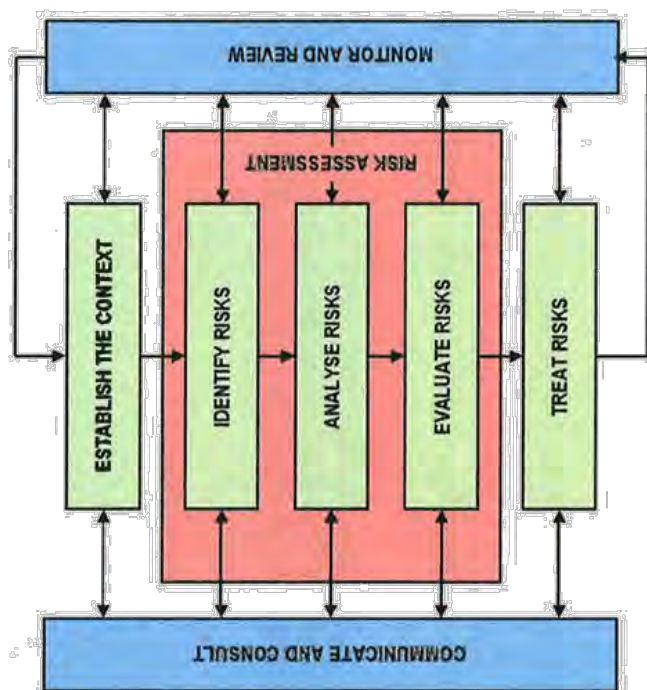 COMMUNICATE AND CONSULT
ESTABLISH THE CONTEXT
RISK ASSESSMENT
IDENTIFY RISKS
ANALYSE RISKS
EVALUATE RISKS
TREAT RISKS
MONITOR AND REVIEW